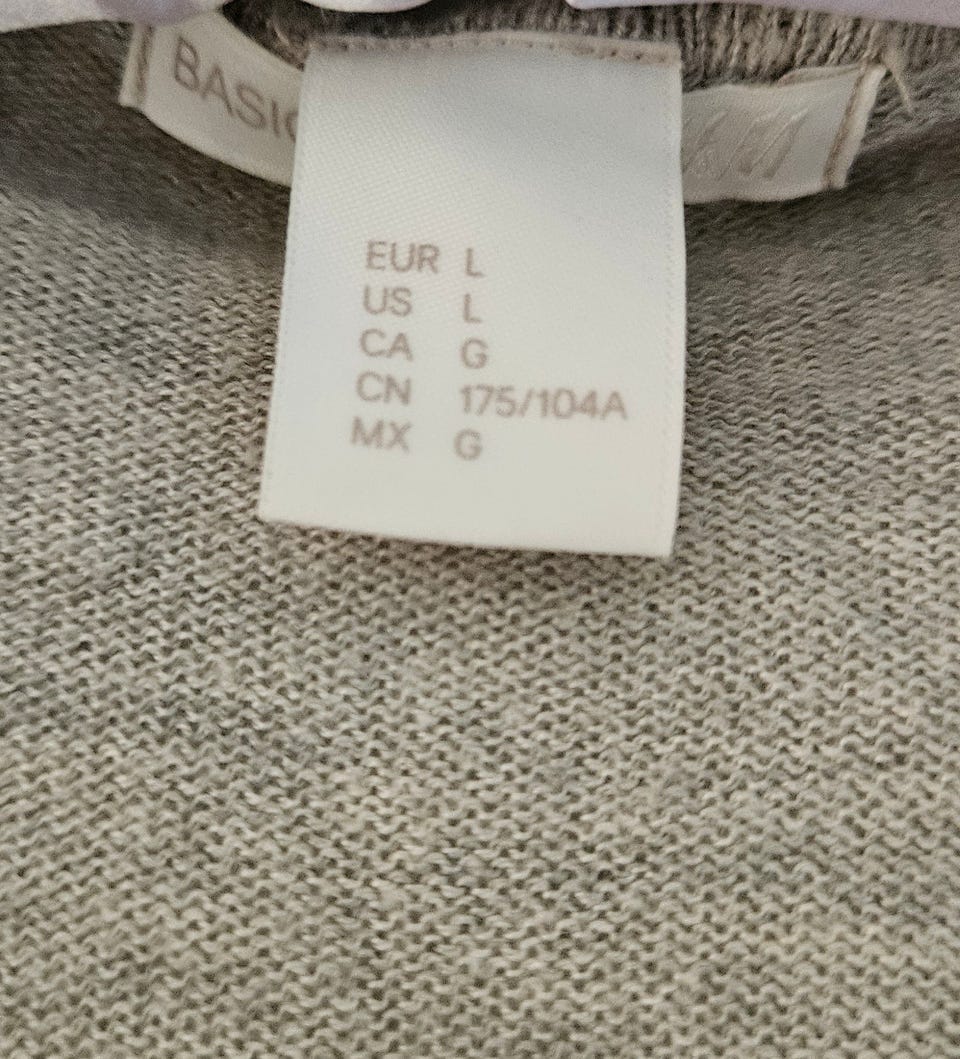 BASIC
EUR L
US L
CA G
CN 175/104A
MX G